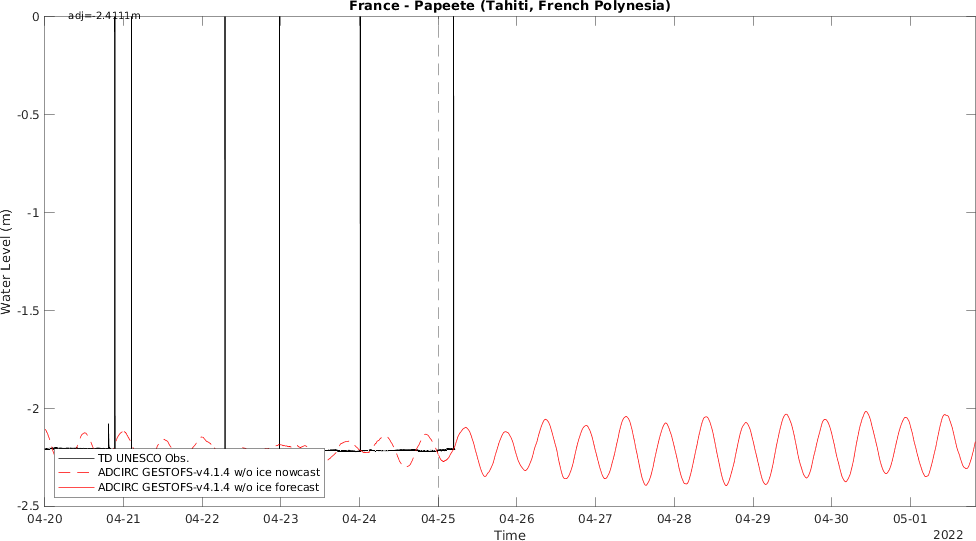 France - Papeete (Tahiti, French Polynesia)
adj=-2.4111m
0
-0.5
-1
-1.5
-2
-2.5
Water Level (m)
TD UNESCO Obs.
ADCIRC GESTOFS-v4.1.4 w/o ice nowcast
ADCIRC GESTOFS-v4.1.4 w/o ice forecast
04-20 04-21 04-22 04-23 04-24 04-25 04-26 04-27 04-28 04-29 04-30 05-01
Time
2022